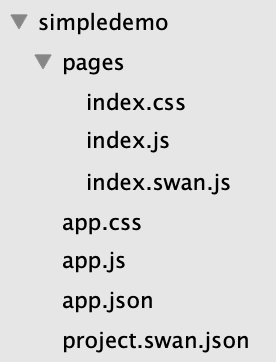 simpledemo
pages
index.css
index.js
index.swan.js
app.css
app.js
app.json
project.swan.json